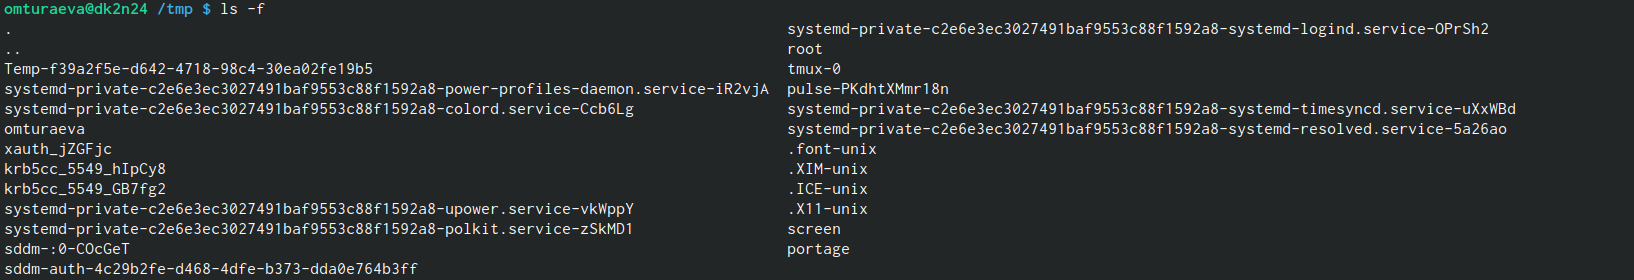 omturaeva@dk2n24 /tmp $ ls -f
. systemd-private-c2e6e3ec3027491baf9553c88f1592a8-systemd-logind.service-OPrSh2
.. root
Temp-f39a2f5e-d642-4718-98c4-30ea02fe19b5 tmux-0
systemd-private-c2e6e3ec3027491baf9553c88f1592a8-power-profiles-daemon.service-iR2vjA pulse-PKdhtXMmr18n
systemd-private-c2e6e3ec3027491baf9553c88f1592a8-colord.service-Ccb6Lg systemd-private-c2e6e3ec3027491baf9553c88f1592a8-systemd-timesyncd.service-uXxWBd
omturaeva systemd-private-c2e6e3ec3027491baf9553c88f1592a8-systemd-resolved.service-5a26ao
xauth_jZGFjc .font-unix
krb5cc_5549_hIpCy8 .XIM-unix
krb5cc_5549_GB7fg2 .ICE-unix
systemd-private-c2e6e3ec3027491baf9553c88f1592a8-upower.service-vkWppY .X11-unix
systemd-private-c2e6e3ec3027491baf9553c88f1592a8-polkit.service-zSkMD1 screen
sddm-:0-COcGeT portage
sddm-auth-4c29b2fe-d468-4dfe-b373-dda0e764b3ff